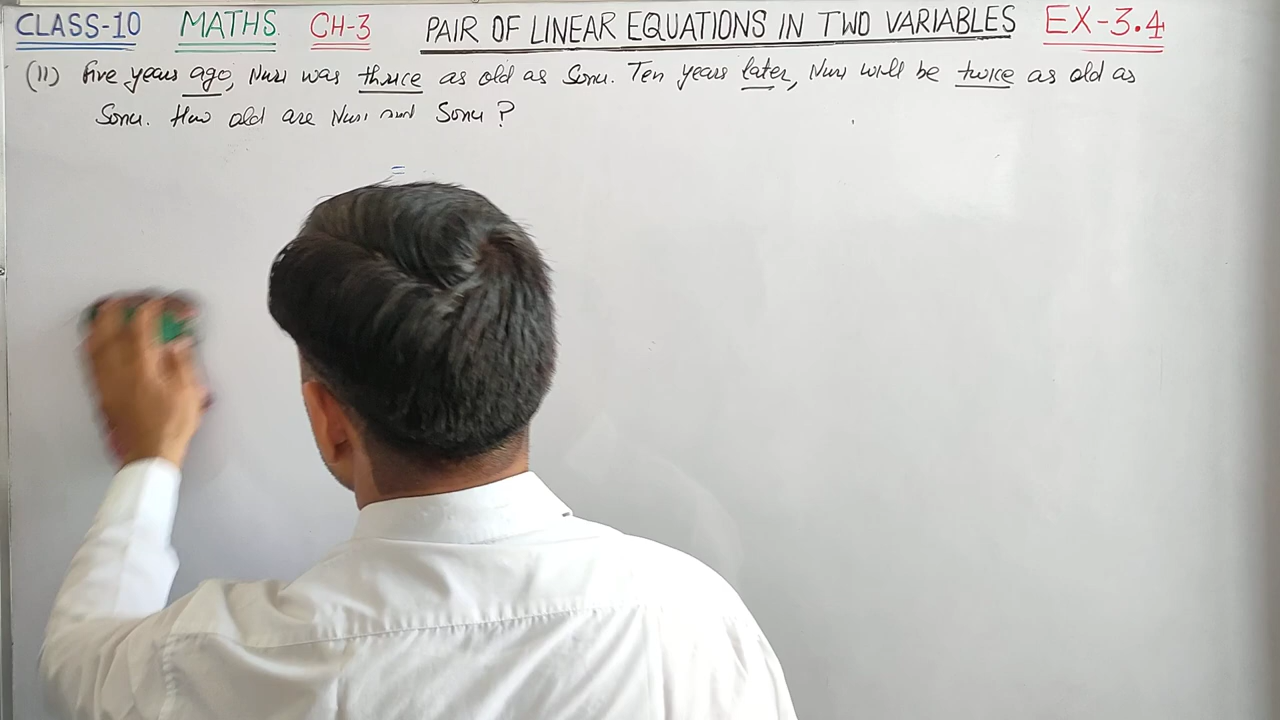 CLASS-10 MATHS CH-3 PAIR OF LINEAR EQUATIONS IN TWO VARIABLES EX-3.4
(II) Five years ago, Nuri was thrice as old as Sonu. Ten years later, Nuri will be twice as old as
Sonu. How old are Nuri and Sonu?
=